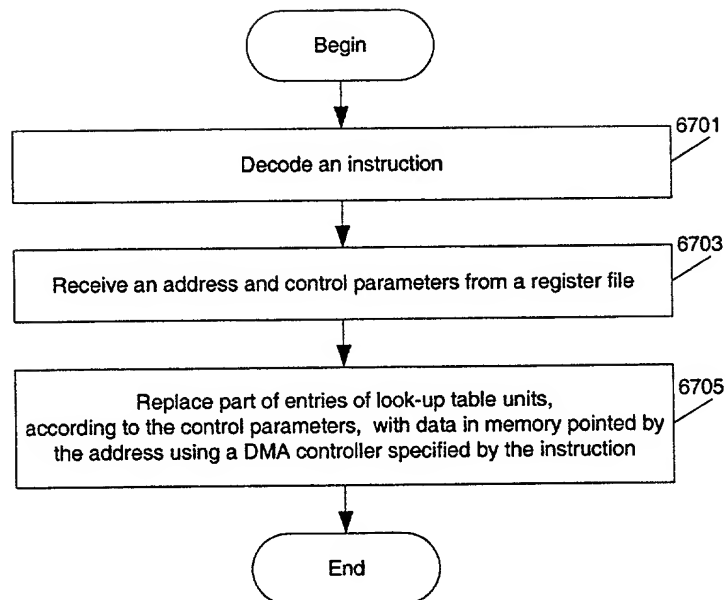 Begin
6701
Decode an instruction
6703
Receive an address and control parameters from a register file
6705
Replace part of entries of look-up table units,
according to the control parameters, with data in memory pointed by
the address using a DMA controller specified by the instruction
End